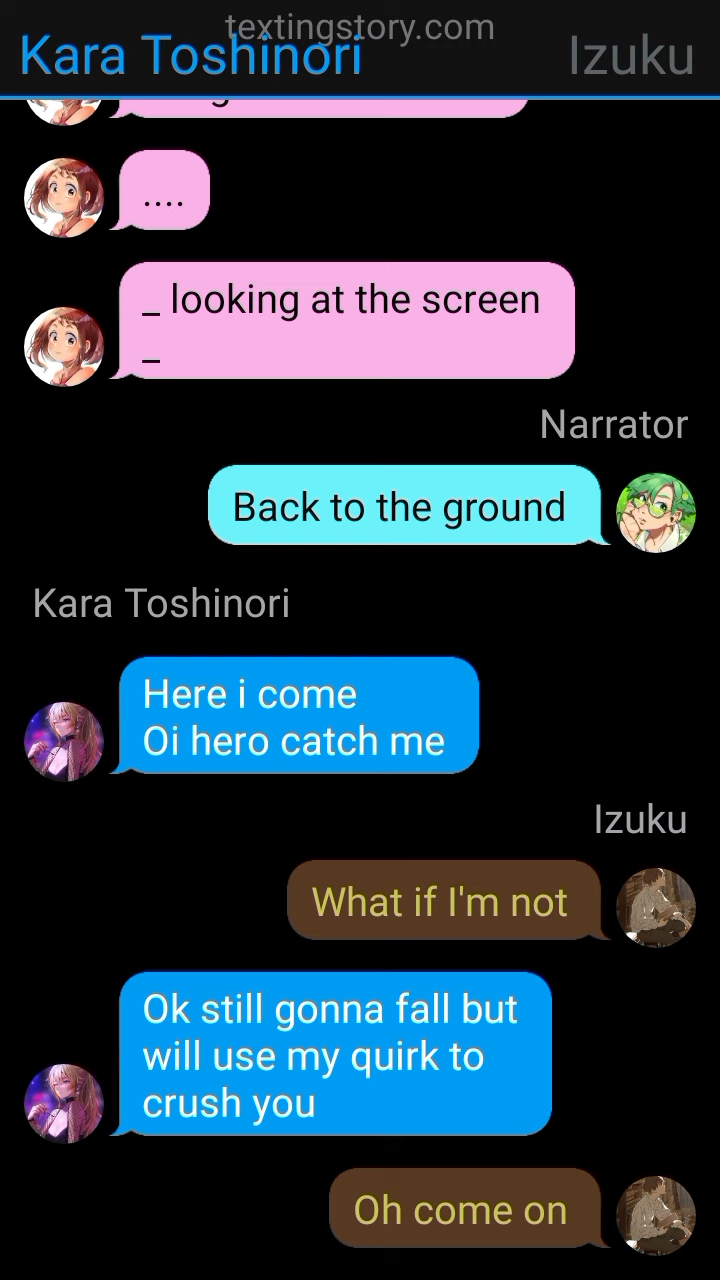 textingstory.com
Kara Toshinori
Izuku
....
_ looking at the screen
_
Narrator
Back to the ground
Kara Toshinori
Here i come
Oi hero catch me
Izuku
What if I'm not
Ok still gonna fall but
will use my quirk to
crush you
Oh come on